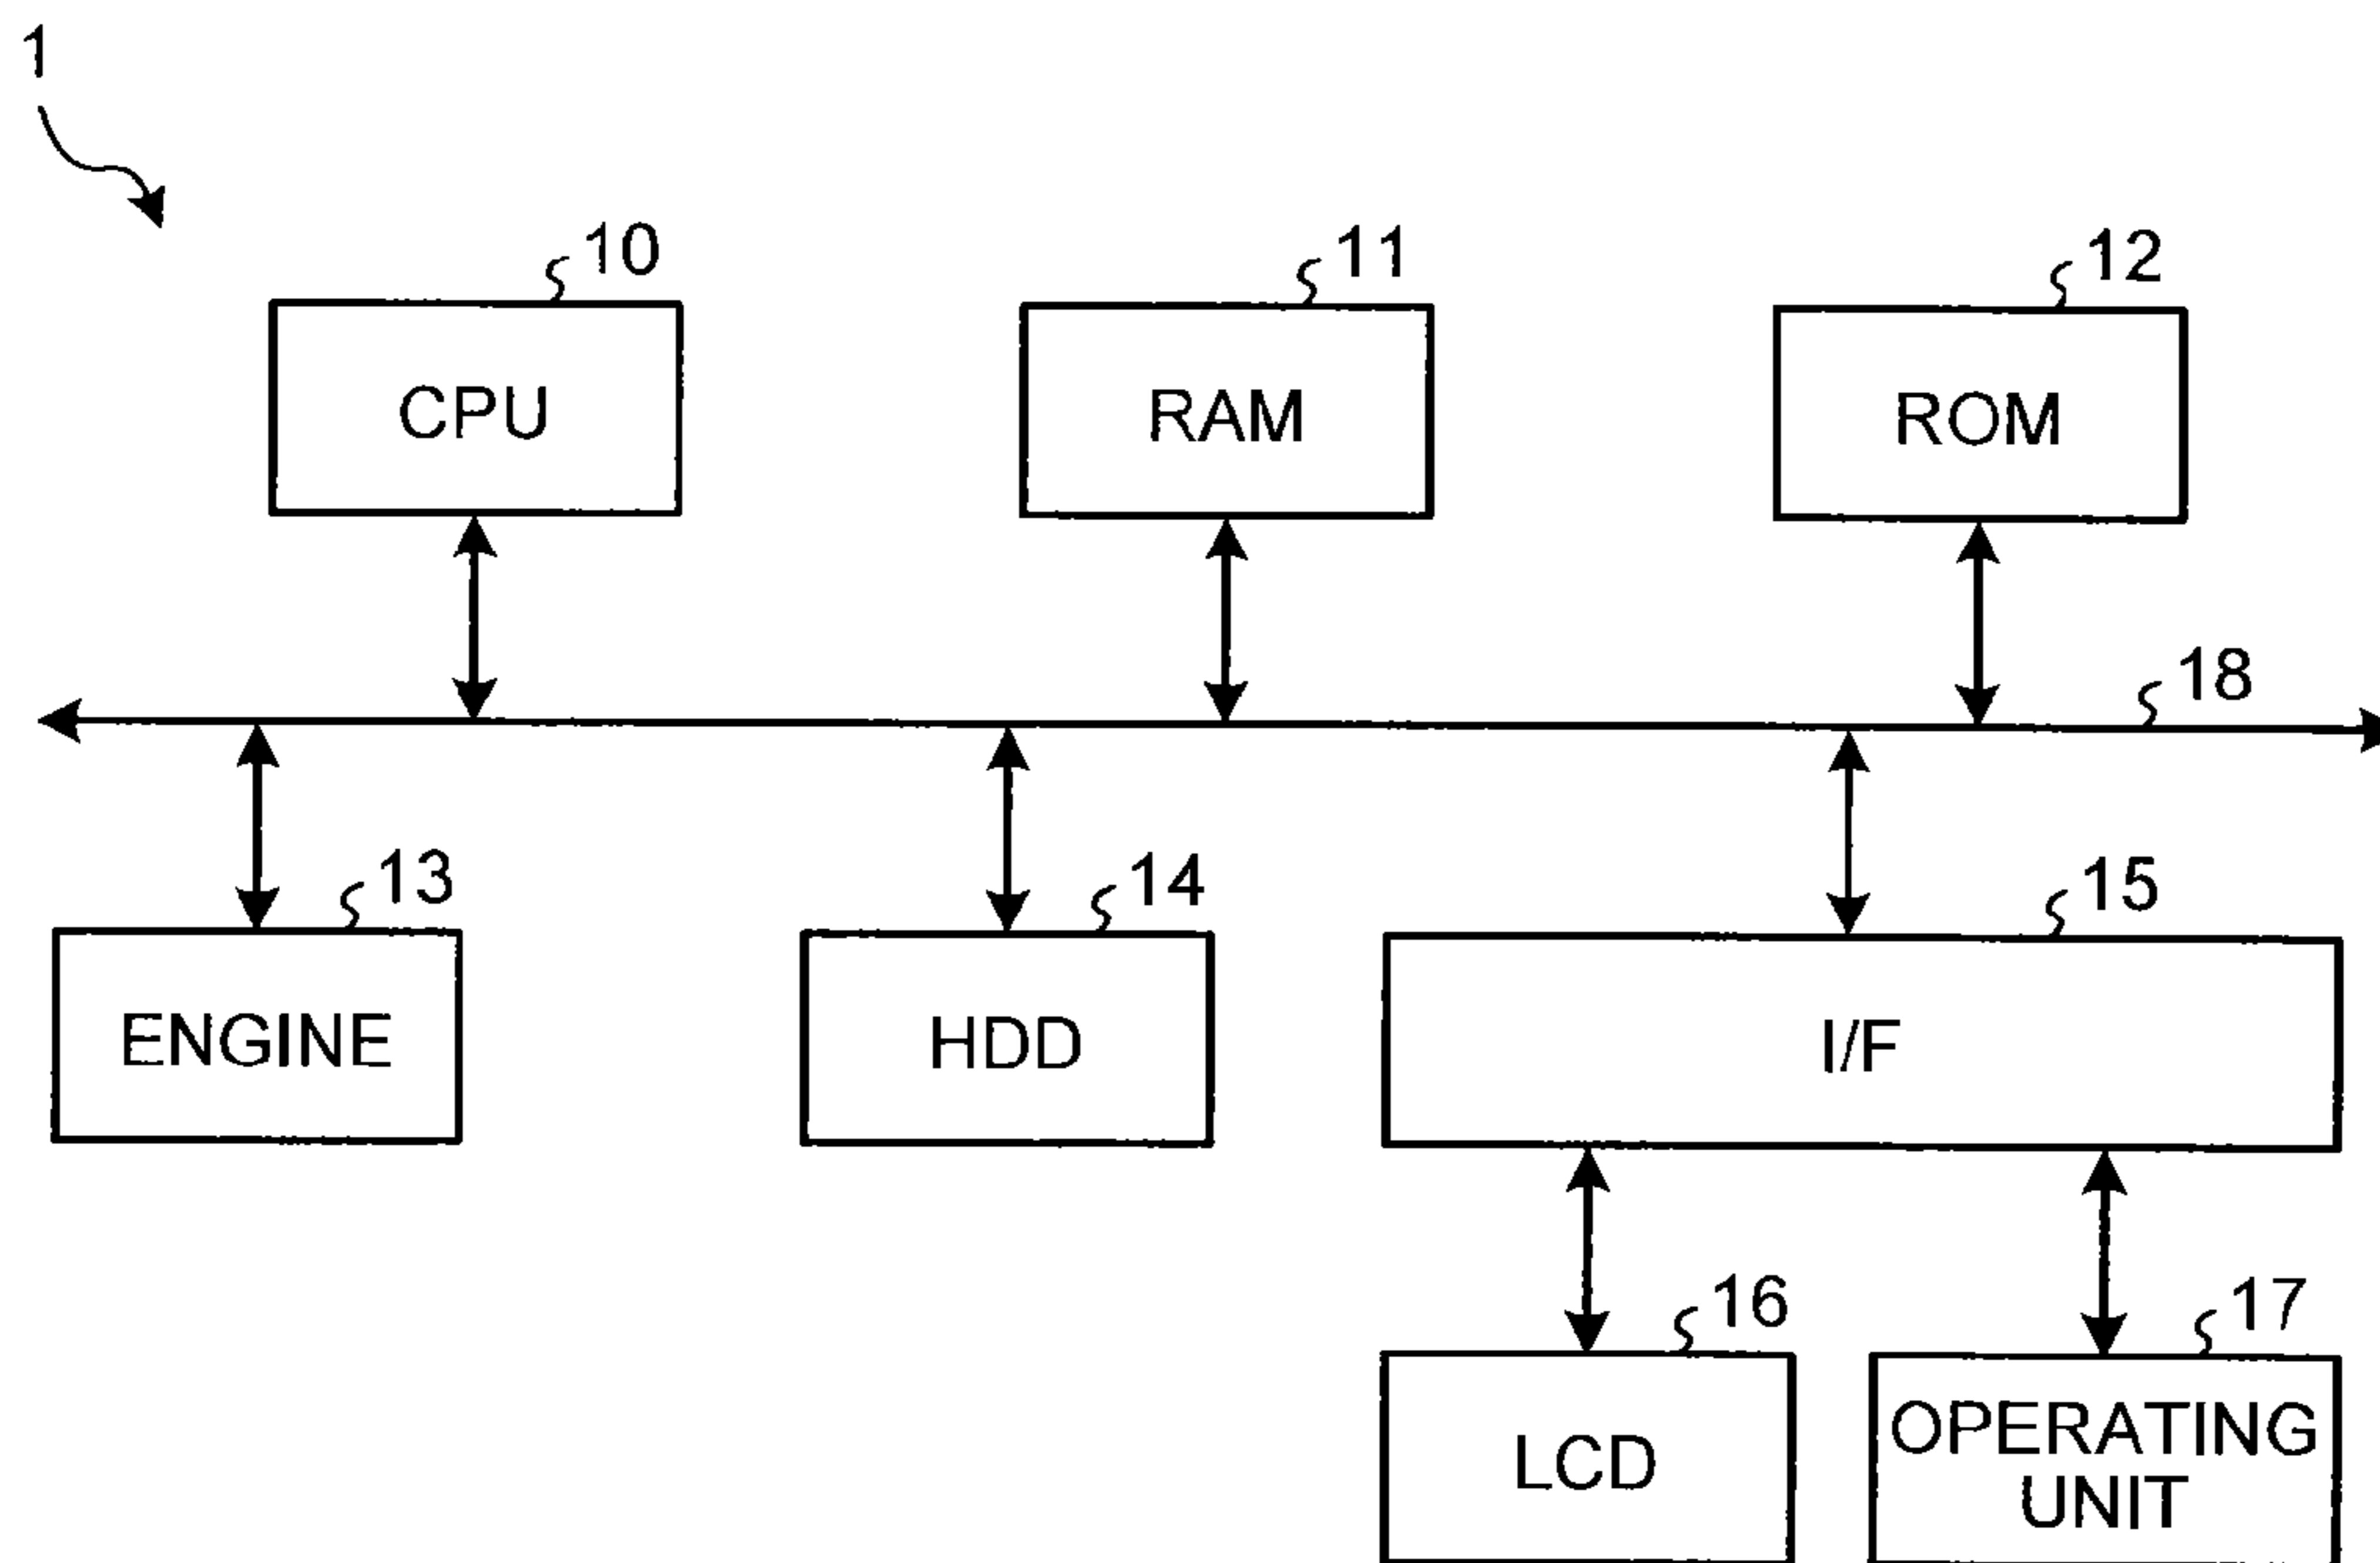 1
10
11
12
CPU
RAM
ROM
18
13
14
15
ENGINE
HDD
I/F
16
17
LCD
OPERATING
UNIT